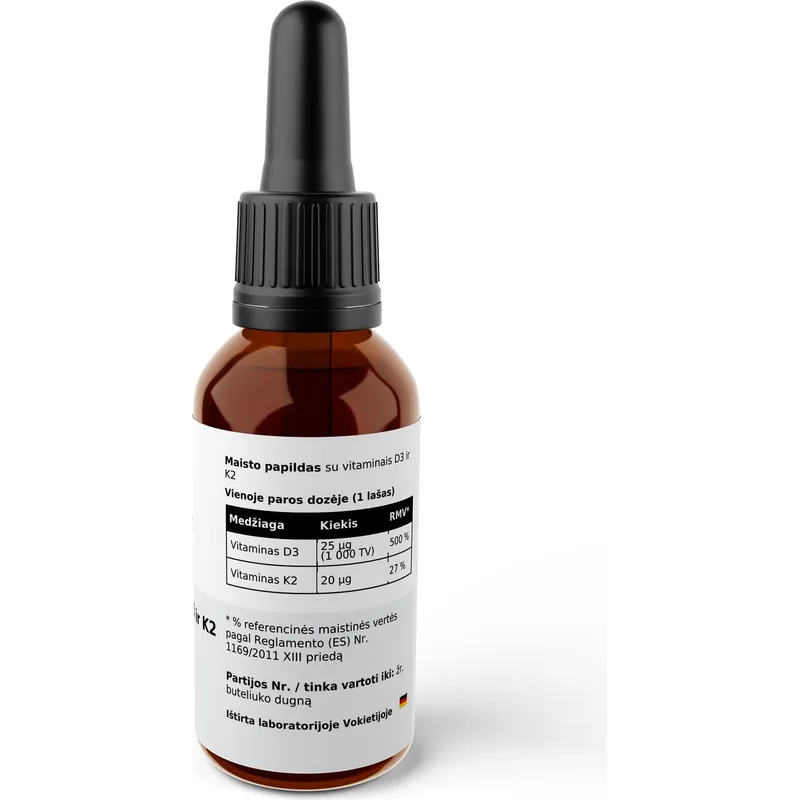 Maisto papildas su vitaminais D3 ir
K2
Vienoje paros dozėje (1 lašas)
Medžiaga Kiekis RMV*
Vitaminas D3 25 µg (1 000 TV) 500 %
Vitaminas K2 20 µg 27 %
ir K2
* % referencinės maistinės vertės
pagal Reglamento (ES) Nr.
1169/2011 XIII priedą
Partijos Nr. / tinka vartoti iki: žr.
buteliuko dugną
Ištirta laboratorijoje Vokietijoje